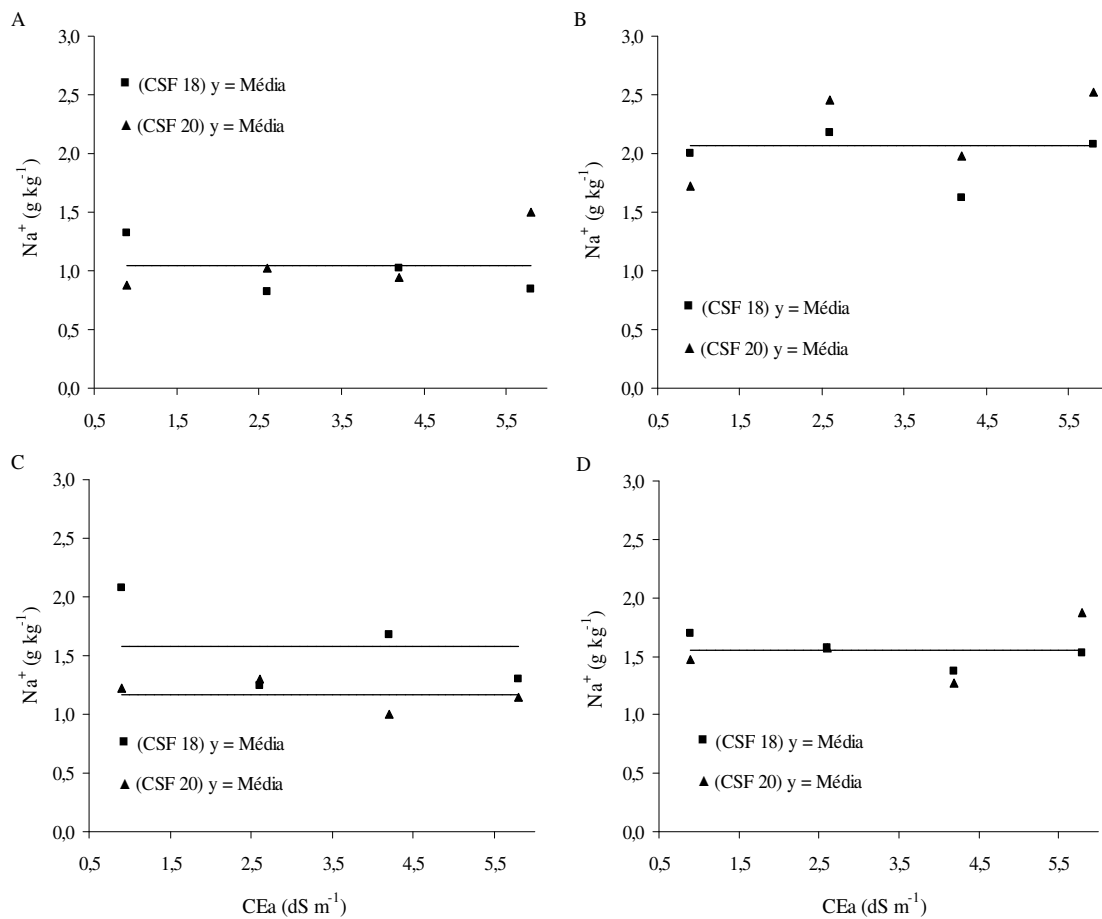 A
3,0
2,5
2,0
1,5
1,0
0,5
0,0
Na⁺ (g kg⁻¹)
(CSF 18) y = Média
(CSF 20) y = Média
0,5 1,5 2,5 3,5 4,5 5,5
B
3,0
2,5
2,0
1,5
1,0
0,5
0,0
Na⁺ (g kg⁻¹)
(CSF 18) y = Média
(CSF 20) y = Média
0,5 1,5 2,5 3,5 4,5 5,5
C
3,0
2,5
2,0
1,5
1,0
0,5
0,0
Na⁺ (g kg⁻¹)
(CSF 18) y = Média
(CSF 20) y = Média
0,5 1,5 2,5 3,5 4,5 5,5
CEa (dS m⁻¹)
D
3,0
2,5
2,0
1,5
1,0
0,5
0,0
Na⁺ (g kg⁻¹)
(CSF 18) y = Média
(CSF 20) y = Média
0,5 1,5 2,5 3,5 4,5 5,5
CEa (dS m⁻¹)